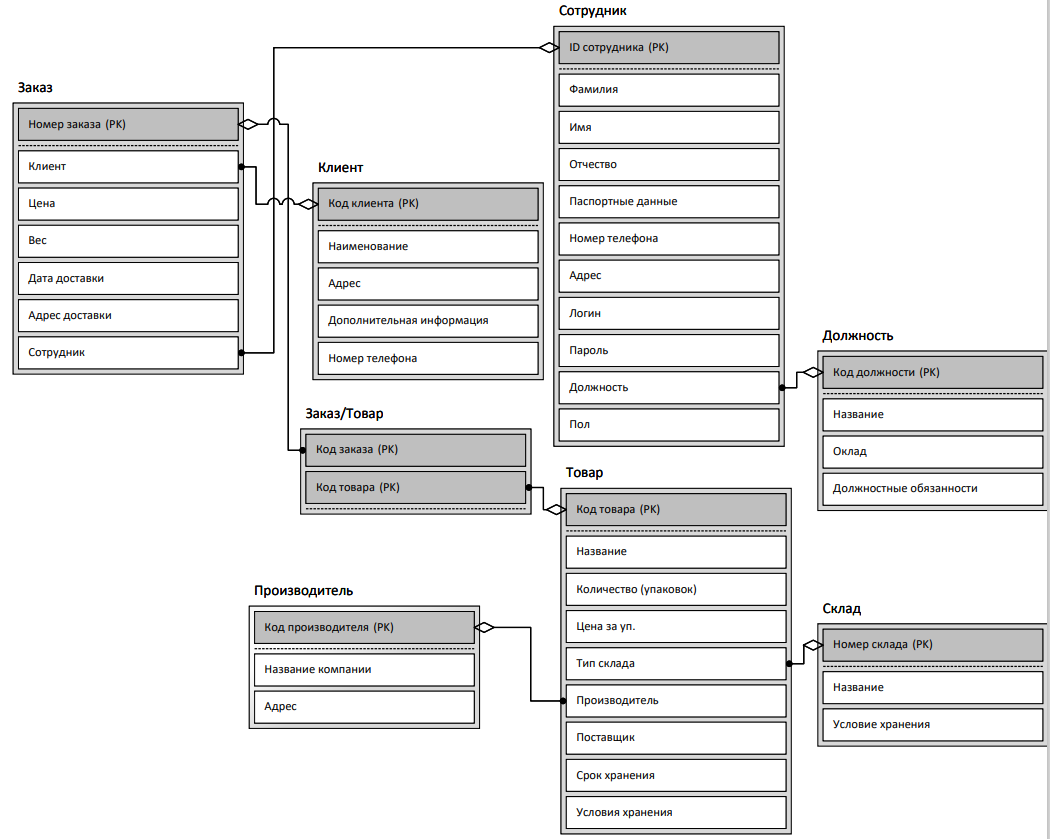 Сотрудник
ID сотрудника (PK)
Фамилия
Имя
Отчество
Паспортные данные
Номер телефона
Адрес
Логин
Пароль
Должность
Пол
Заказ
Номер заказа (PK)
Клиент
Цена
Вес
Дата доставки
Адрес доставки
Сотрудник
Клиент
Код клиента (PK)
Наименование
Адрес
Дополнительная информация
Номер телефона
Должность
Код должности (PK)
Название
Оклад
Должностные обязанности
Заказ/Товар
Код заказа (PK)
Код товара (PK)
Товар
Код товара (PK)
Название
Количество (упаковок)
Цена за уп.
Тип склада
Производитель
Поставщик
Срок хранения
Условия хранения
Производитель
Код производителя (PK)
Название компании
Адрес
Склад
Номер склада (PK)
Название
Условие хранения